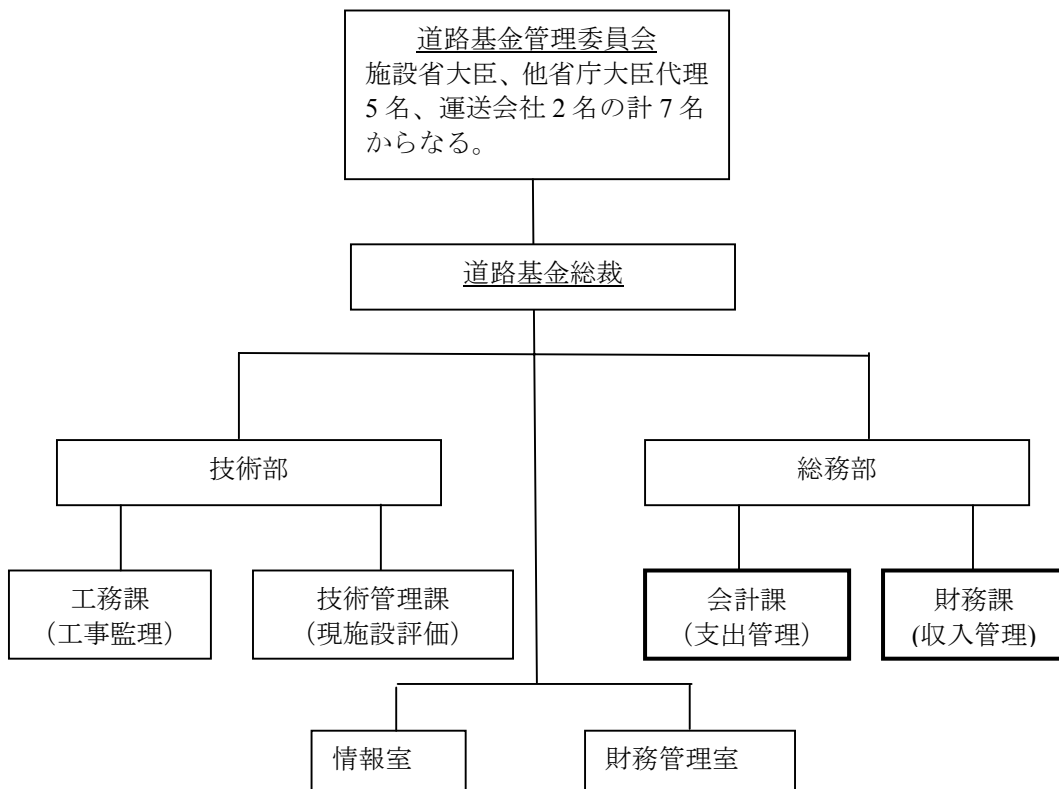 道路基金管理委員会
施設省大臣、他省庁大臣代理
5 名、運送会社 2 名の計 7 名
からなる。
道路基金総裁
技術部
総務部
工務課
（工事監理）
技術管理課
（現施設評価）
会計課
（支出管理）
財務課
(収入管理)
情報室
財務管理室